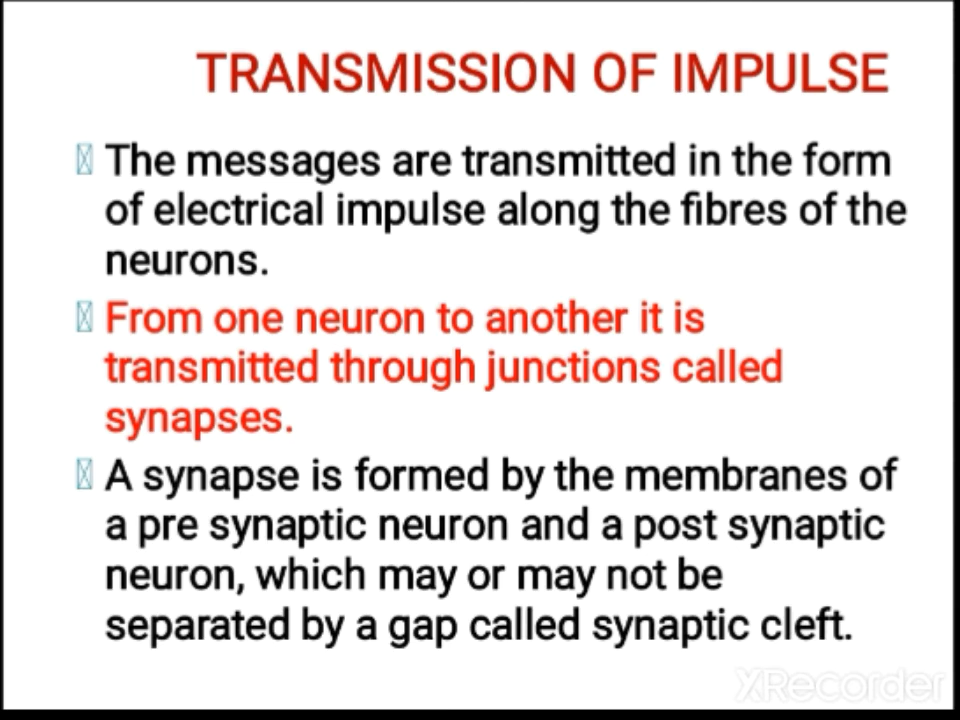 TRANSMISSION OF IMPULSE
The messages are transmitted in the form
of electrical impulse along the fibres of the
neurons.
From one neuron to another it is
transmitted through junctions called
synapses.
A synapse is formed by the membranes of
a pre synaptic neuron and a post synaptic
neuron, which may or may not be
separated by a gap called synaptic cleft.
XRecorder